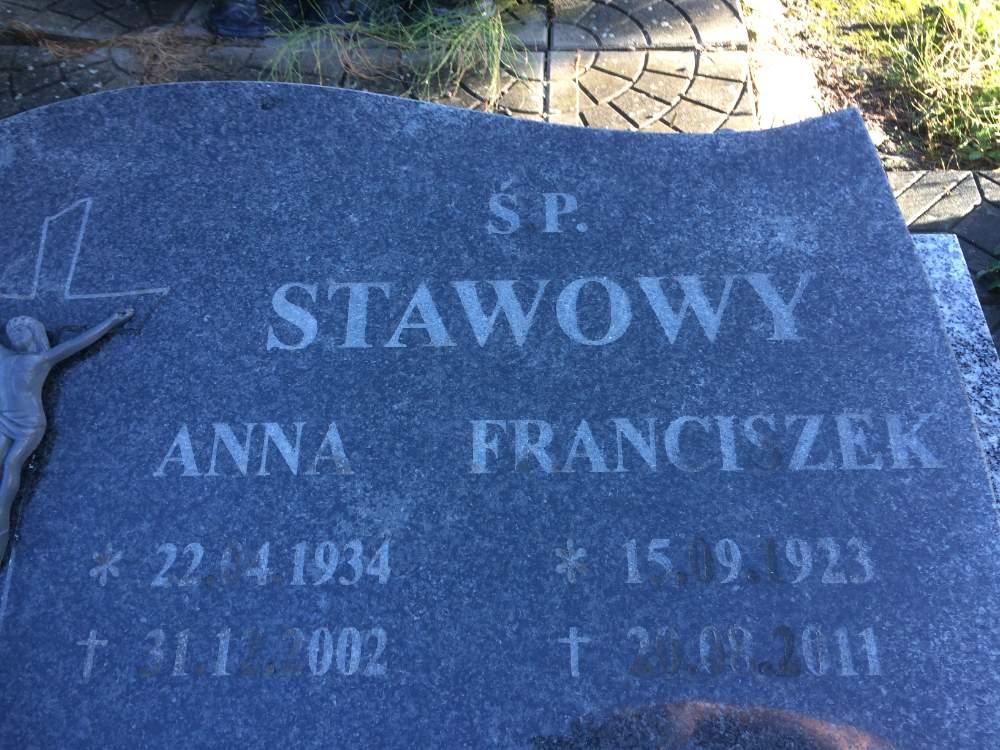 Ś P.
STAWOWY
ANNA FRANCISZEK
* 22.04.1934 * 15.09.1923
† 31.12.2002 † 20.08.2011